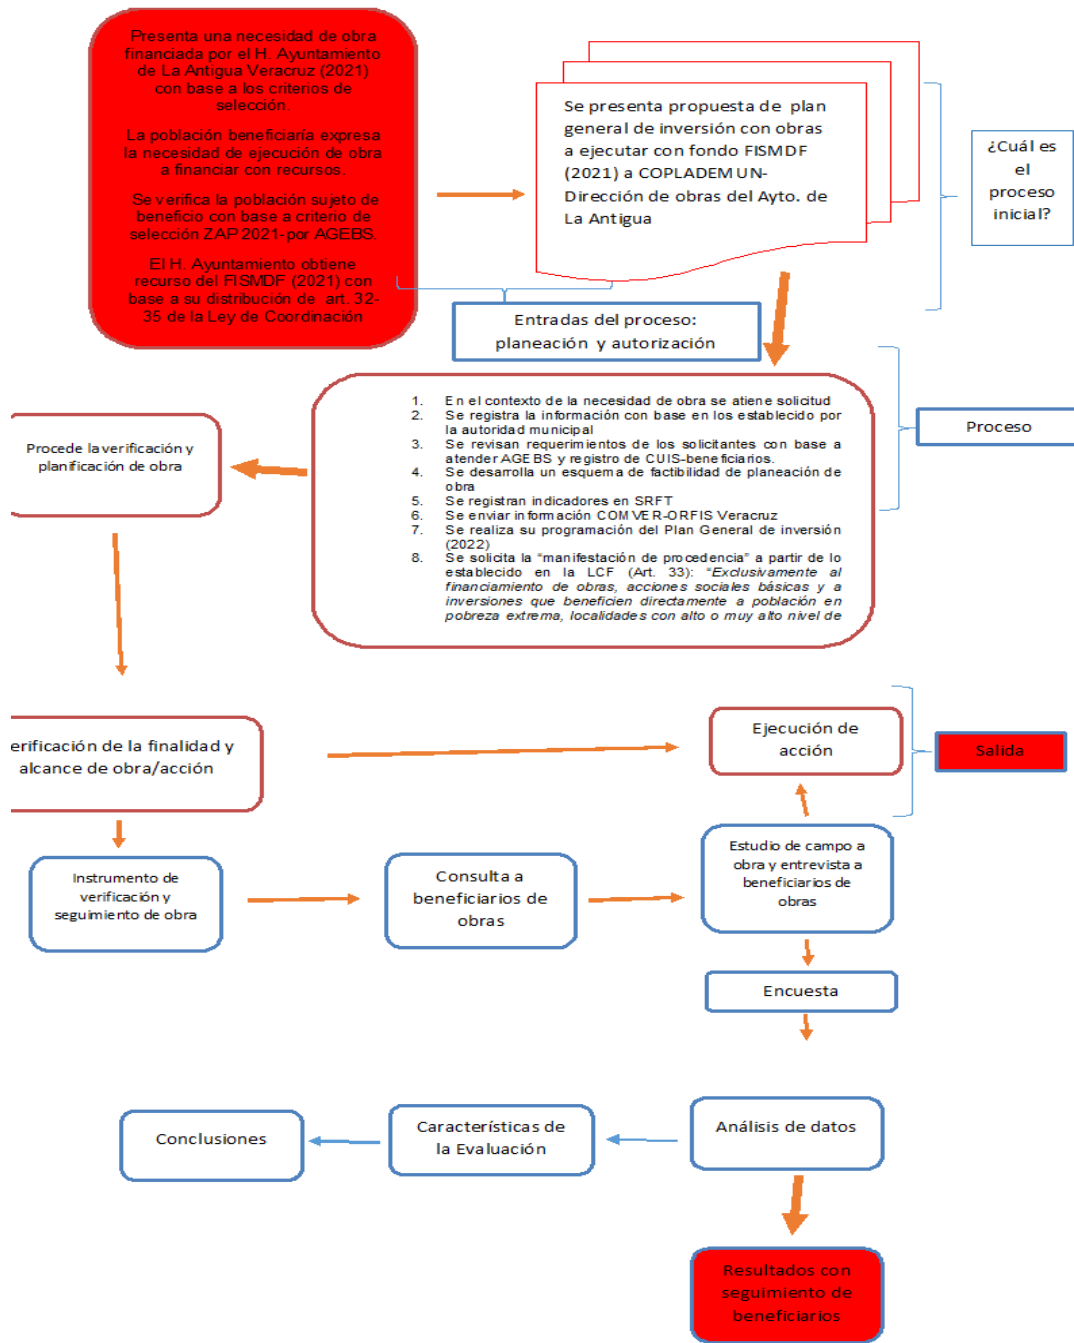 Presenta una necesidad de obra
financiada por el H. Ayuntamiento
de La Antigua Veracruz (2021)
con base a los criterios de
selección.
La población beneficiaría expresa
la necesidad de ejecución de obra
a financiar con recursos.
Se verifica la población sujeto de
beneficio con base a criterio de
selección ZAP 2021-por AGEBS.
El H. Ayuntamiento obtiene
recurso del FISMDF (2021) con
base a su distribución de art. 32-
35 de la Ley de Coordinación
Se presenta propuesta de plan
general de inversión con obras
a ejecutar con fondo FISMDF
(2021) a COPLADEMUN-
Dirección de obras del Ayto. de
La Antigua
¿Cuál es
el
proceso
inicial?
Entradas del proceso:
planeación y autorización
1. En el contexto de la necesidad de obra se atiene solicitud
2. Se registra la información con base en los establecido por
la autoridad municipal
3. Se revisan requerimientos de los solicitantes con base a
atender AGEBS y registro de CUIS-beneficiarios.
4. Se desarrolla un esquema de factibilidad de planeación de
obra
5. Se registran indicadores en SRFT
6. Se enviar información COMVER-ORFIS Veracruz
7. Se realiza su programación del Plan General de inversión
(2022)
8. Se solicita la “manifestación de procedencia” a partir de lo
establecido en la LCF (Art. 33): “Exclusivamente al
financiamiento de obras, acciones sociales básicas y a
inversiones que beneficien directamente a población en
pobreza extrema, localidades con alto o muy alto nivel de
Proceso
Procede la verificación y
planificación de obra
erificación de la finalidad y
alcance de obra/acción
Ejecución de
acción
Salida
Instrumento de
verificación y
seguimiento de obra
Consulta a
beneficiarios de
obras
Estudio de campo a
obra y entrevista a
beneficiarios de
obras
Encuesta
Conclusiones
Características de
la Evaluación
Análisis de datos
Resultados con
seguimiento de
beneficiarios